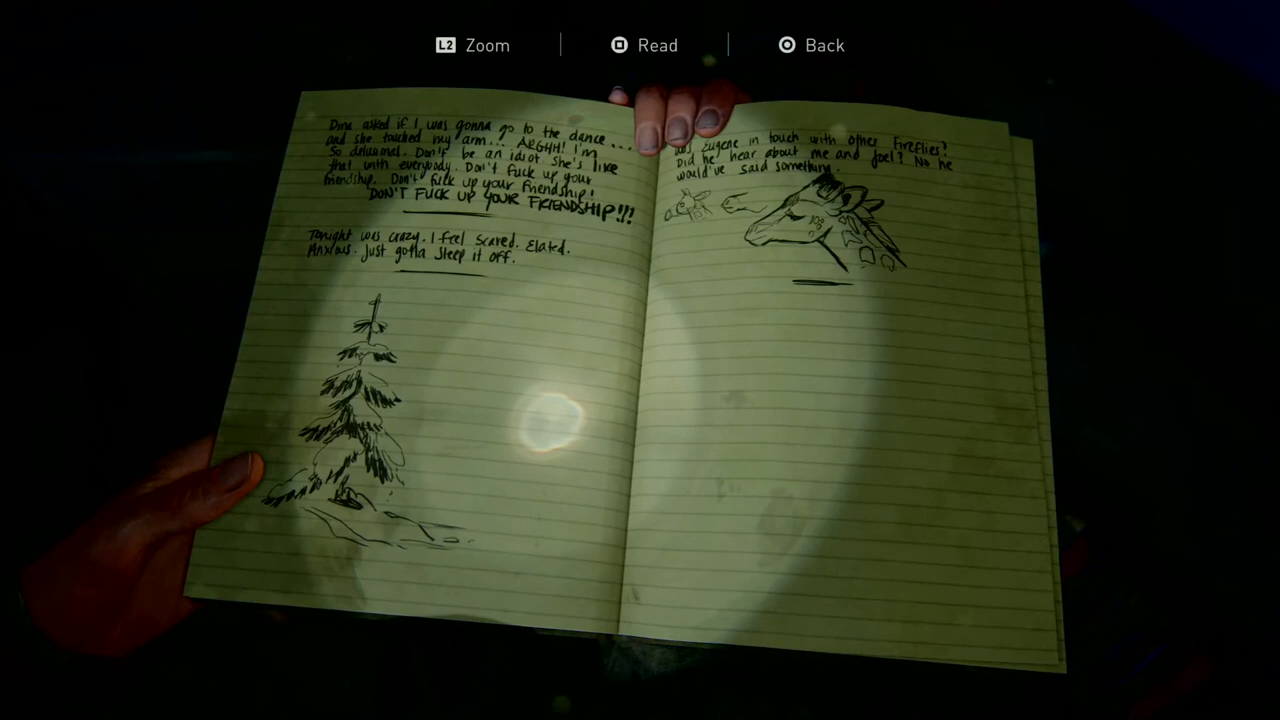 L2 Zoom
Read
Back
Dina asked if I was gonna go to the dance...
and she touched my arm... ARGHH! I'm
so delusional. Don't be an idiot. She's like
that with everybody. Don't fuck up your
friendship. Don't fuck up your friendship!
DON'T FUCK UP YOUR FRIENDSHIP!!!
Tonight was crazy. I feel scared. Elated.
Anxious. Just gotta sleep it off.
Was Eugene in touch with other Fireflies?
Did he hear about me and Joel? No he
would've said something.